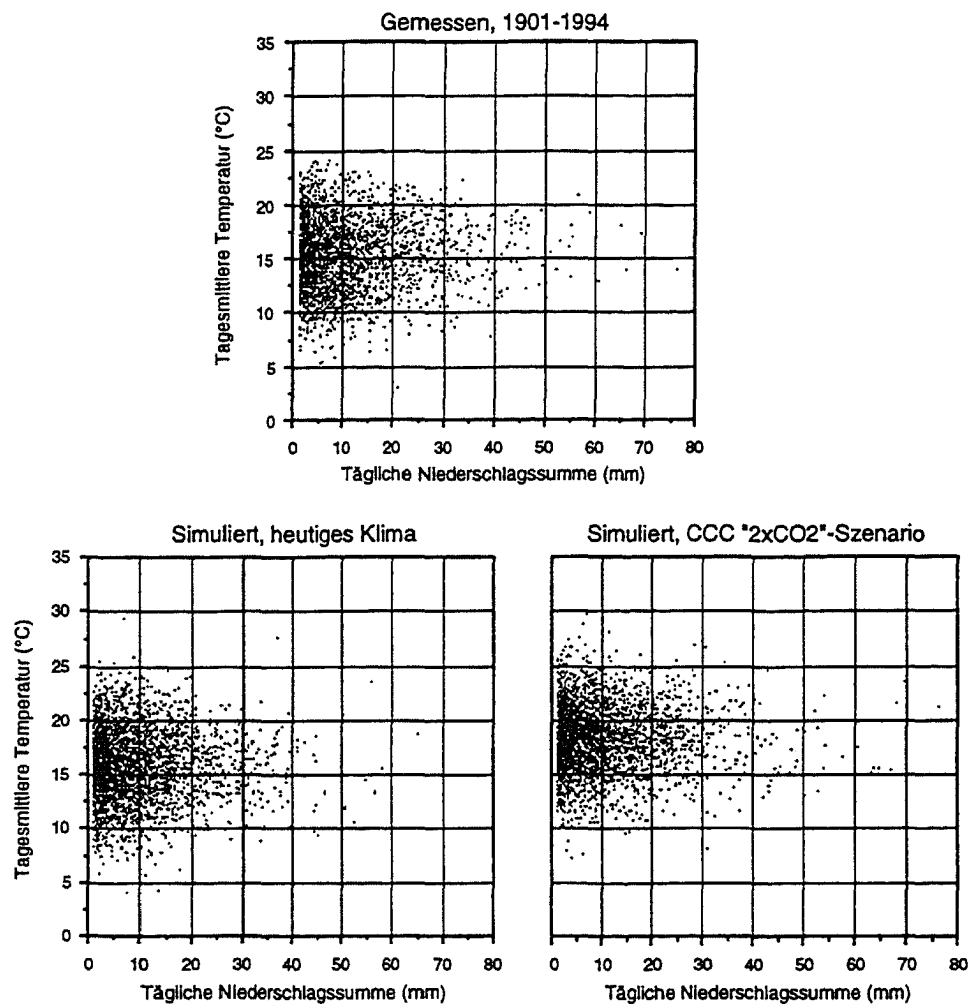 Gemessen, 1901-1994
35
30
25
20
15
10
5
0
Tagesmittlere Temperatur (°C)
0 10 20 30 40 50 60 70 80
Tägliche Niederschlagssumme (mm)
Simuliert, heutiges Klima
Simuliert, CCC "2xCO2"-Szenario
35
30
25
20
15
10
5
0
Tagesmittlere Temperatur (°C)
0 10 20 30 40 50 60 70 80
0 10 20 30 40 50 60 70 80
Tägliche Niederschlagssumme (mm)
Tägliche Niederschlagssumme (mm)